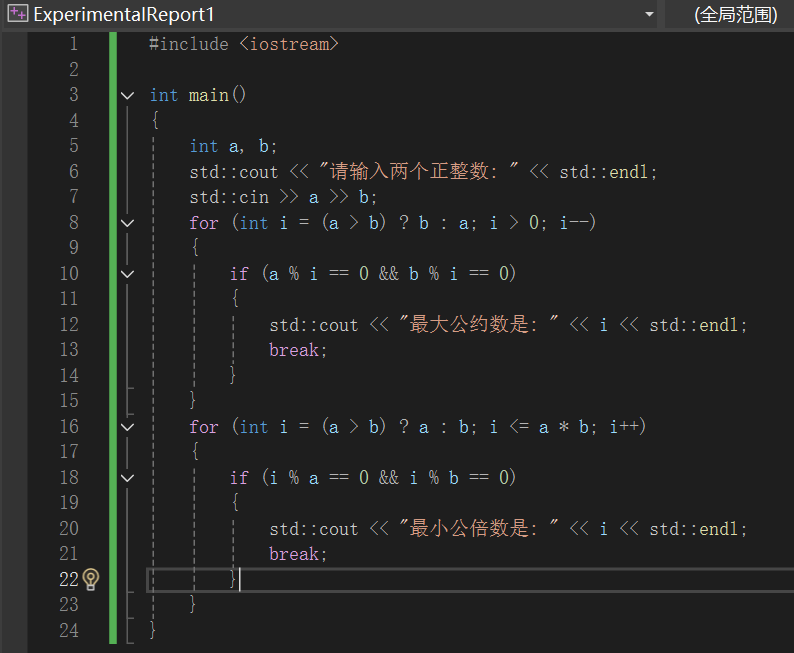 ExperimentalReport1 (全局范围)
1 #include <iostream>
2
3 int main()
4 {
5 int a, b;
6 std::cout << "请输入两个正整数: " << std::endl;
7 std::cin >> a >> b;
8 for (int i = (a > b) ? b : a; i > 0; i--)
9 {
10 if (a % i == 0 && b % i == 0)
11 {
12 std::cout << "最大公约数是: " << i << std::endl;
13 break;
14 }
15 }
16 for (int i = (a > b) ? a : b; i <= a * b; i++)
17 {
18 if (i % a == 0 && i % b == 0)
19 {
20 std::cout << "最小公倍数是: " << i << std::endl;
21 break;
22 }
23 }
24 }